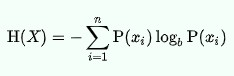 H(X) = − ∑_{i=1}^{n} P(x_i) log_b P(x_i)